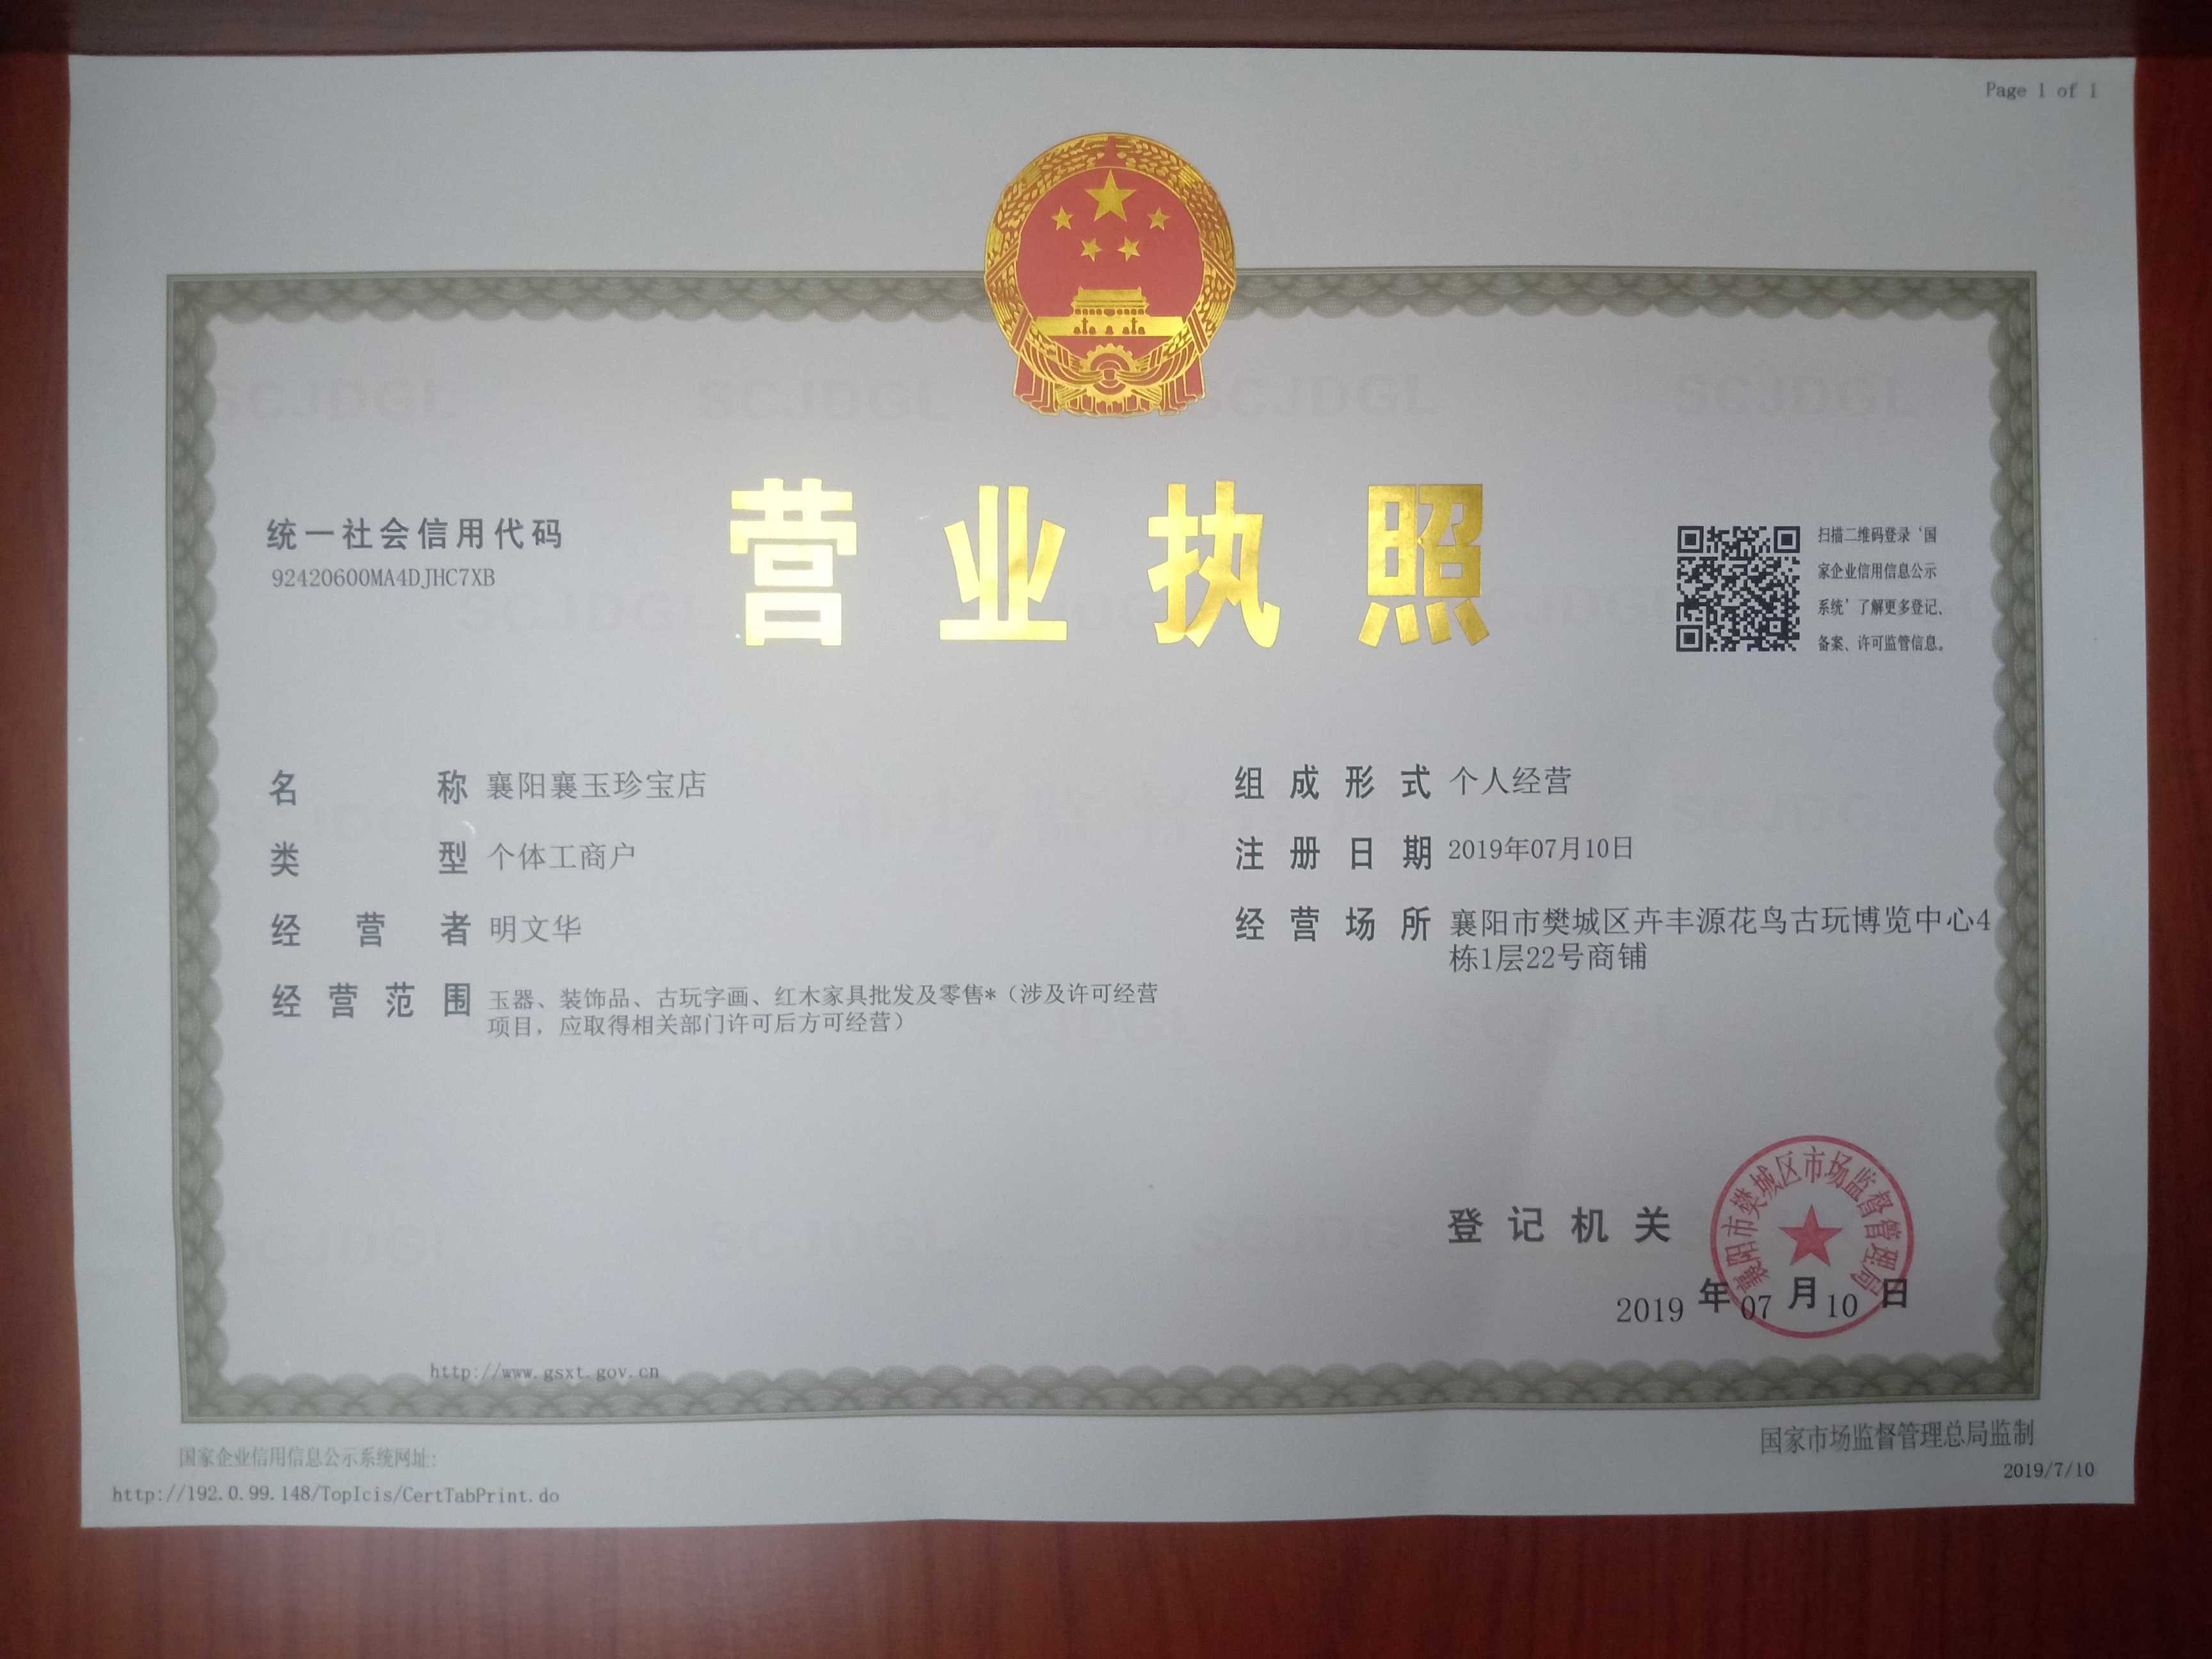 Page 1 of 1
营业执照
统一社会信用代码
92420600MA4DJHC7XB
扫描二维码登录‘国
家企业信用信息公示
系统’了解更多登记、
备案、许可监管信息。
名称 襄阳襄玉珍宝店
类型 个体工商户
经营者 明文华
经营范围 玉器、装饰品、古玩字画、红木家具批发及零售*（涉及许可经营
项目，应取得相关部门许可后方可经营）
组成形式 个人经营
注册日期 2019年07月10日
经营场所 襄阳市樊城区卉丰源花鸟古玩博览中心4
栋1层22号商铺
登记机关
襄阳市樊城区市场监督管理局
2019 年 07 月 10 日
http://www.gsxt.gov.cn
国家企业信用信息公示系统网址:
国家市场监督管理总局监制
http://192.0.99.148/TopIcis/CertTabPrint.do
2019/7/10
SCJDGL SCJDGL SCJDGL SCJDGL